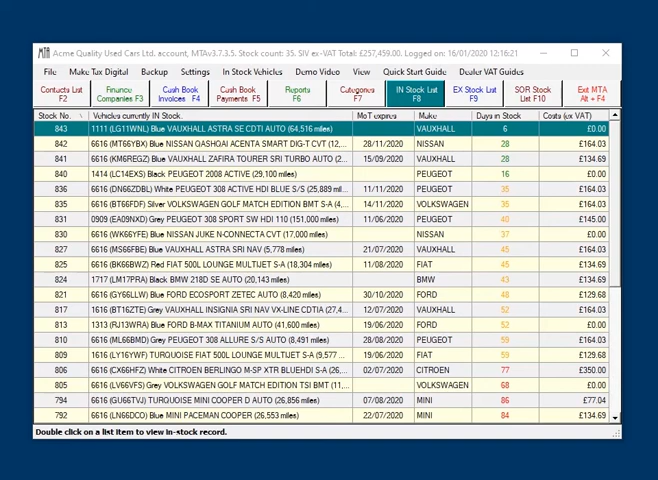 MTA Acme Quality Used Cars Ltd. account, MTAv3.7.3.5. Stock count: 35. SIV ex-VAT Total: £257,459.00. Logged on: 16/01/2020 12:16:21
File Make Tax Digital Backup Settings In Stock Vehicles Demo Video View Quick Start Guide Dealer VAT Guides
Contacts List F2 Finance Companies F3 Cash Book Invoices F4 Cash Book Payments F5 Reports F6 Categories F7 IN Stock List F8 EX Stock List F9 SOR Stock List F10 Exit MTA Alt + F4
Stock No. Vehicles currently IN Stock. MoT expires Make Days in Stock Costs (ex VAT)
843 1111 (LG11WNL) Blue VAUXHALL ASTRA SE CDTI AUTO (64,516 miles) VAUXHALL 6 £0.00
842 6616 (MT66YBX) Blue NISSAN QASHQAI ACENTA SMART DIG-T CVT (12,... 28/11/2020 NISSAN 28 £164.03
841 6616 (KM66REGZ) Blue VAUXHALL ZAFIRA TOURER SRI TURBO AUTO (2... 15/09/2020 VAUXHALL 28 £134.69
840 1414 (LC14EXS) Black PEUGEOT 2008 ACTIVE (29,100 miles) PEUGEOT 16 £0.00
836 6616 (DN66ZDBL) White PEUGEOT 308 ACTIVE HDI BLUE S/S (25,889 mi... 11/11/2020 PEUGEOT 35 £164.03
835 6616 (BT66FDF) Silver VOLKSWAGEN GOLF MATCH EDITION BMT S-A (4,... 14/11/2020 VOLKSWAGEN 35 £164.03
831 0909 (EA09NXD) Grey PEUGEOT 308 SPORT SW HDI 110 (151,000 miles) 11/06/2020 PEUGEOT 40 £145.00
830 6616 (WK66YFE) Blue NISSAN JUKE N-CONNECTA CVT (17,000 miles) NISSAN 37 £0.00
827 6616 (MS66FBE) Blue VAUXHALL ASTRA SRI NAV (5,778 miles) 21/07/2020 VAUXHALL 45 £164.03
825 6616 (BK66BWZ) Red FIAT 500L LOUNGE MULTIJET S-A (18,304 miles) 11/08/2020 FIAT 45 £134.69
824 1717 (LM17PRA) Black BMW 218D SE AUTO (20,143 miles) BMW 43 £134.69
821 6616 (GY66LLW) Blue FORD ECOSPORT ZETEC AUTO (8,420 miles) 30/10/2020 FORD 48 £129.68
817 1616 (BT16ZTE) Grey VAUXHALL INSIGNIA SRI VX-LINE CDTIA (27,4... 19/06/2020 VAUXHALL 52 £164.03
814 1313 (RJ13WRA) Blue FORD B-MAX TITANIUM AUTO (41,600 miles) 19/06/2020 FORD 52 £0.00
810 6616 (ML66BMD) Grey PEUGEOT 308 ALLURE S/S AUTO (8,491 miles) 28/08/2020 PEUGEOT 59 £164.03
809 1616 (LY16YWF) TURQUOISE FIAT 500L LOUNGE MULTIJET S-A (9,577 ... 19/06/2020 FIAT 59 £129.68
806 6616 (CX66HFZ) White CITROEN BERLINGO M-SP XTR BLUEHDI S-A (36,... 02/07/2020 CITROEN 77 £350.00
805 6616 (LV66VFS) Grey VOLKSWAGEN GOLF MATCH EDITION TSI BMT (11,... VOLKSWAGEN 68 £0.00
794 6616 (GU66TVJ) TURQUOISE MINI COOPER D AUTO (26,856 miles) 07/08/2020 MINI 86 £77.04
792 6616 (LN66DCO) Blue MINI PACEMAN COOPER (26,553 miles) 22/07/2020 MINI 84 £134.69
Double click on a list item to view in-stock record.